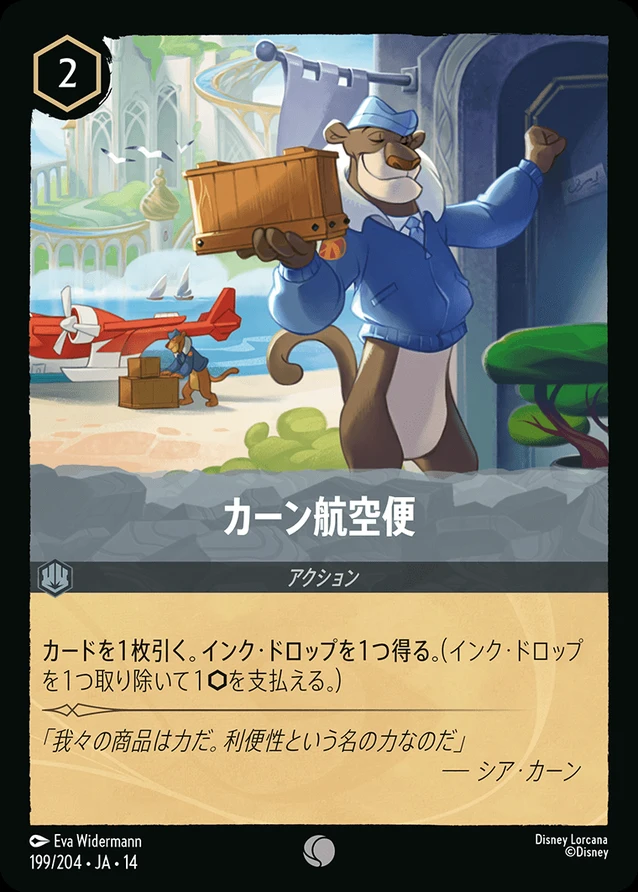 2
カーン航空便
アクション
カードを1枚引く。インク・ドロップを1つ得る。(インク・ドロップ
を1つ取り除いて1⬡を支払える。)
「我々の商品は力だ。利便性という名の力なのだ」
— シア・カーン
Eva Widermann
199/204・JA・14
Disney Lorcana
©Disney